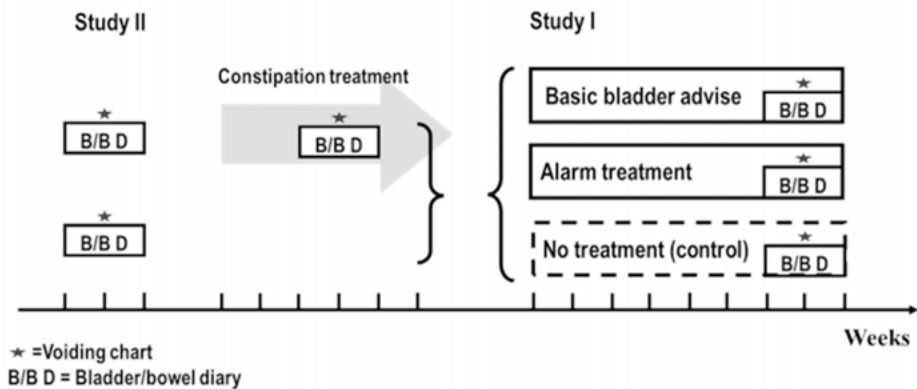 Study II
Study I
Constipation treatment
★
B/B D
★
B/B D
★
B/B D
Basic bladder advise
★
B/B D
Alarm treatment
★
B/B D
No treatment (control)
★
B/B D
Weeks
★ =Voiding chart
B/B D = Bladder/bowel diary